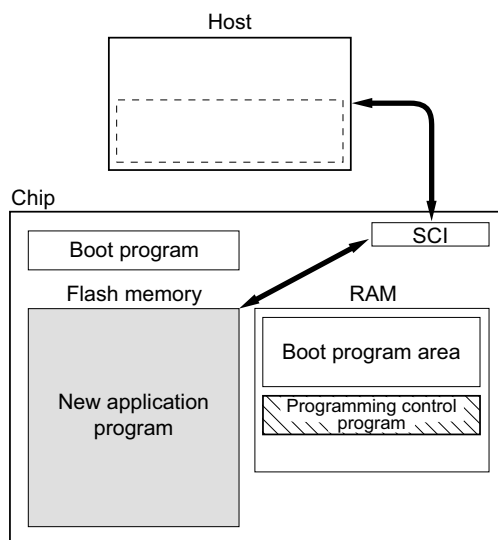 Host
Chip
SCI
Boot program
Flash memory
RAM
Boot program area
New application
program
Programming control
program